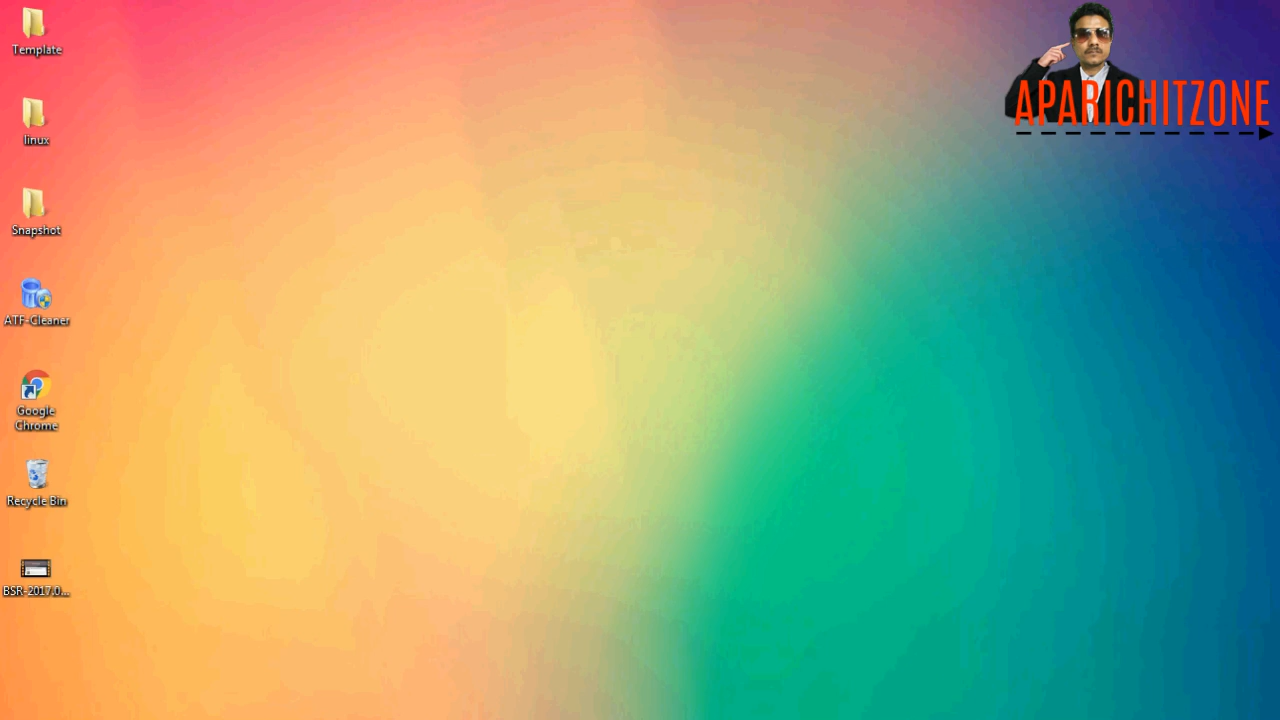 Template
linux
Snapshot
ATF-Cleaner
Google
Chrome
Recycle Bin
BSR-2017.0...
APARICHITZONE